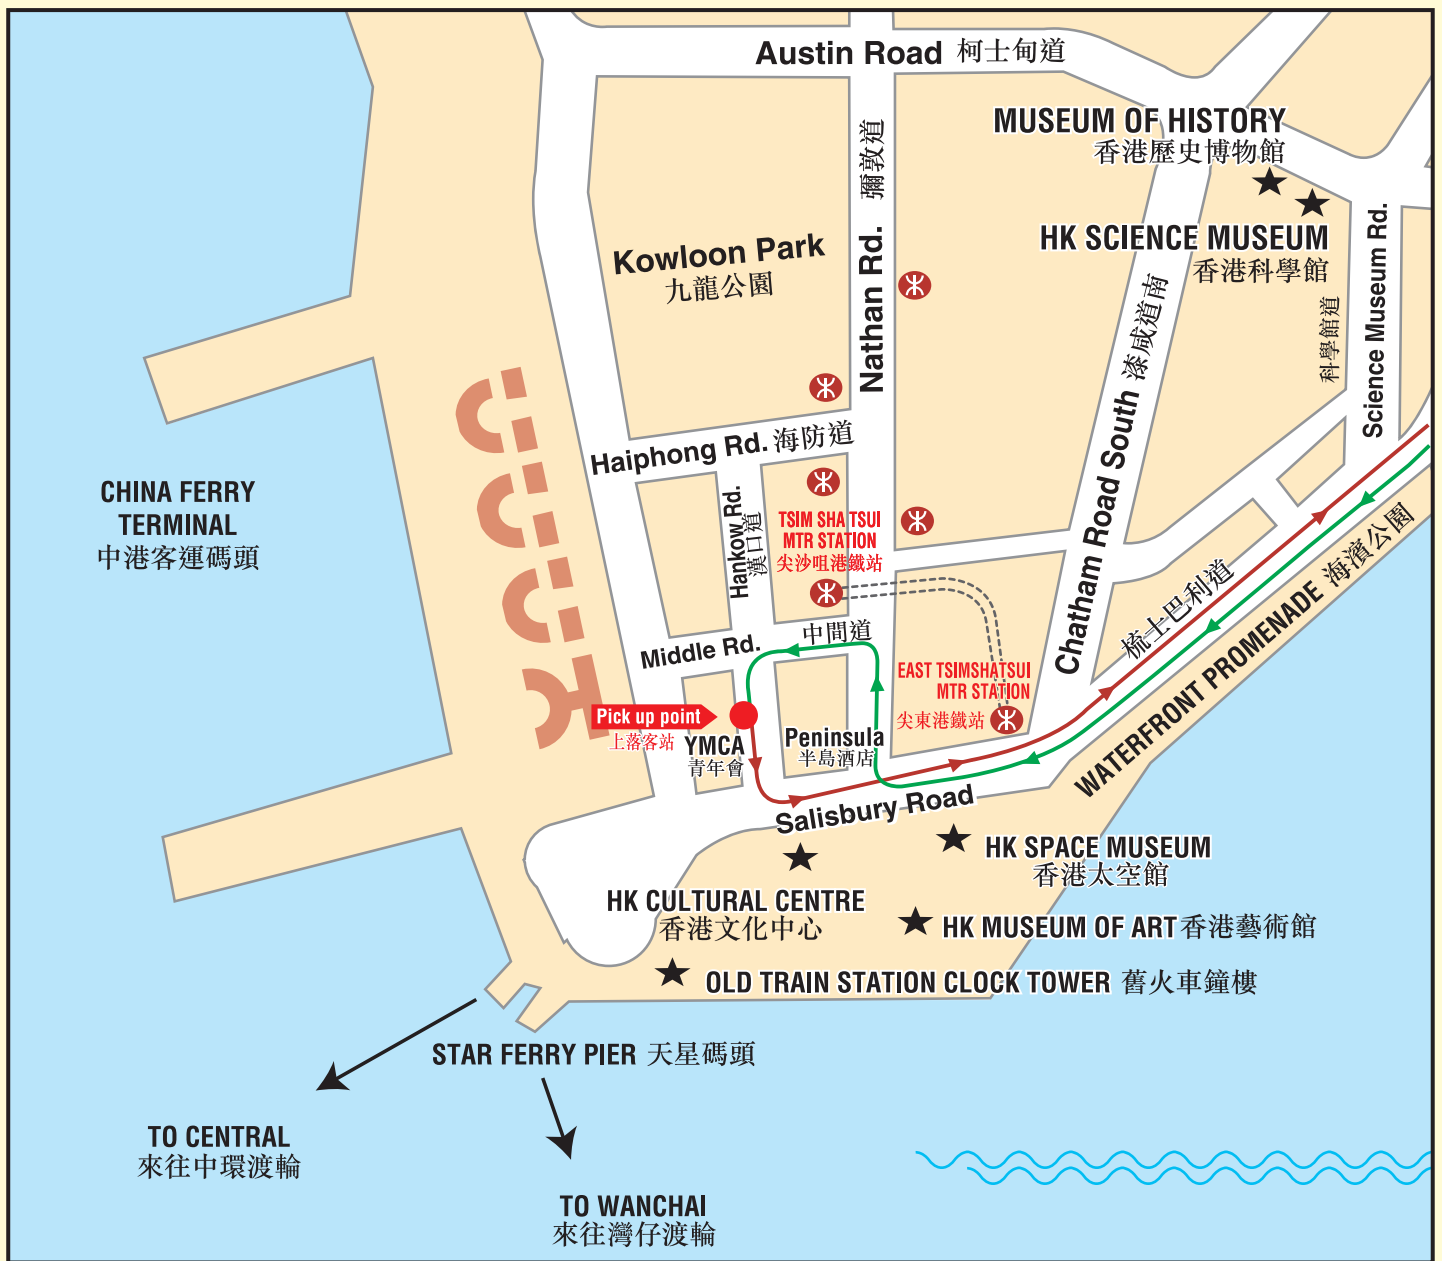 Austin Road 柯士甸道
MUSEUM OF HISTORY
香港歷史博物館
彌敦道
Nathan Rd.
HK SCIENCE MUSEUM
香港科學館
Science Museum Rd.
科學館道
Kowloon Park
九龍公園
Chatham Road South 漆咸道南
Haiphong Rd. 海防道
Hankow Rd.
漢口道
CHINA FERRY
TERMINAL
中港客運碼頭
TSIM SHA TSUI
MTR STATION
尖沙咀港鐵站
梳士巴利道
WATERFRONT PROMENADE 海濱公園
Middle Rd. 中間道
EAST TSIMSHATSUI
MTR STATION
尖東港鐵站
Pick up point
上落客站
YMCA
青年會
Peninsula
半島酒店
Salisbury Road
HK SPACE MUSEUM
香港太空館
HK CULTURAL CENTRE
香港文化中心
HK MUSEUM OF ART 香港藝術館
OLD TRAIN STATION CLOCK TOWER 舊火車鐘樓
STAR FERRY PIER 天星碼頭
TO CENTRAL
來往中環渡輪
TO WANCHAI
來往灣仔渡輪